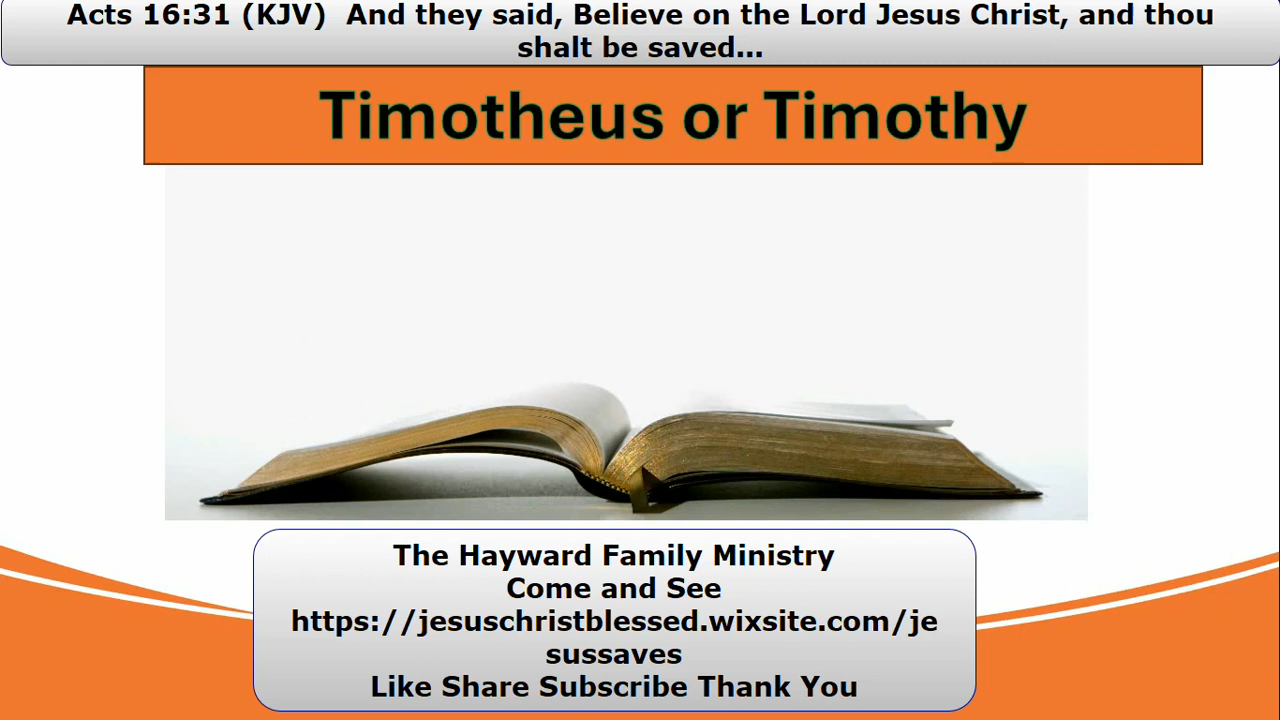 Acts 16:31 (KJV)  And they said, Believe on the Lord Jesus Christ, and thou
shalt be saved...
Timotheus or Timothy
The Hayward Family Ministry
Come and See
https://jesuschristblessed.wixsite.com/je
sussaves
Like Share Subscribe Thank You